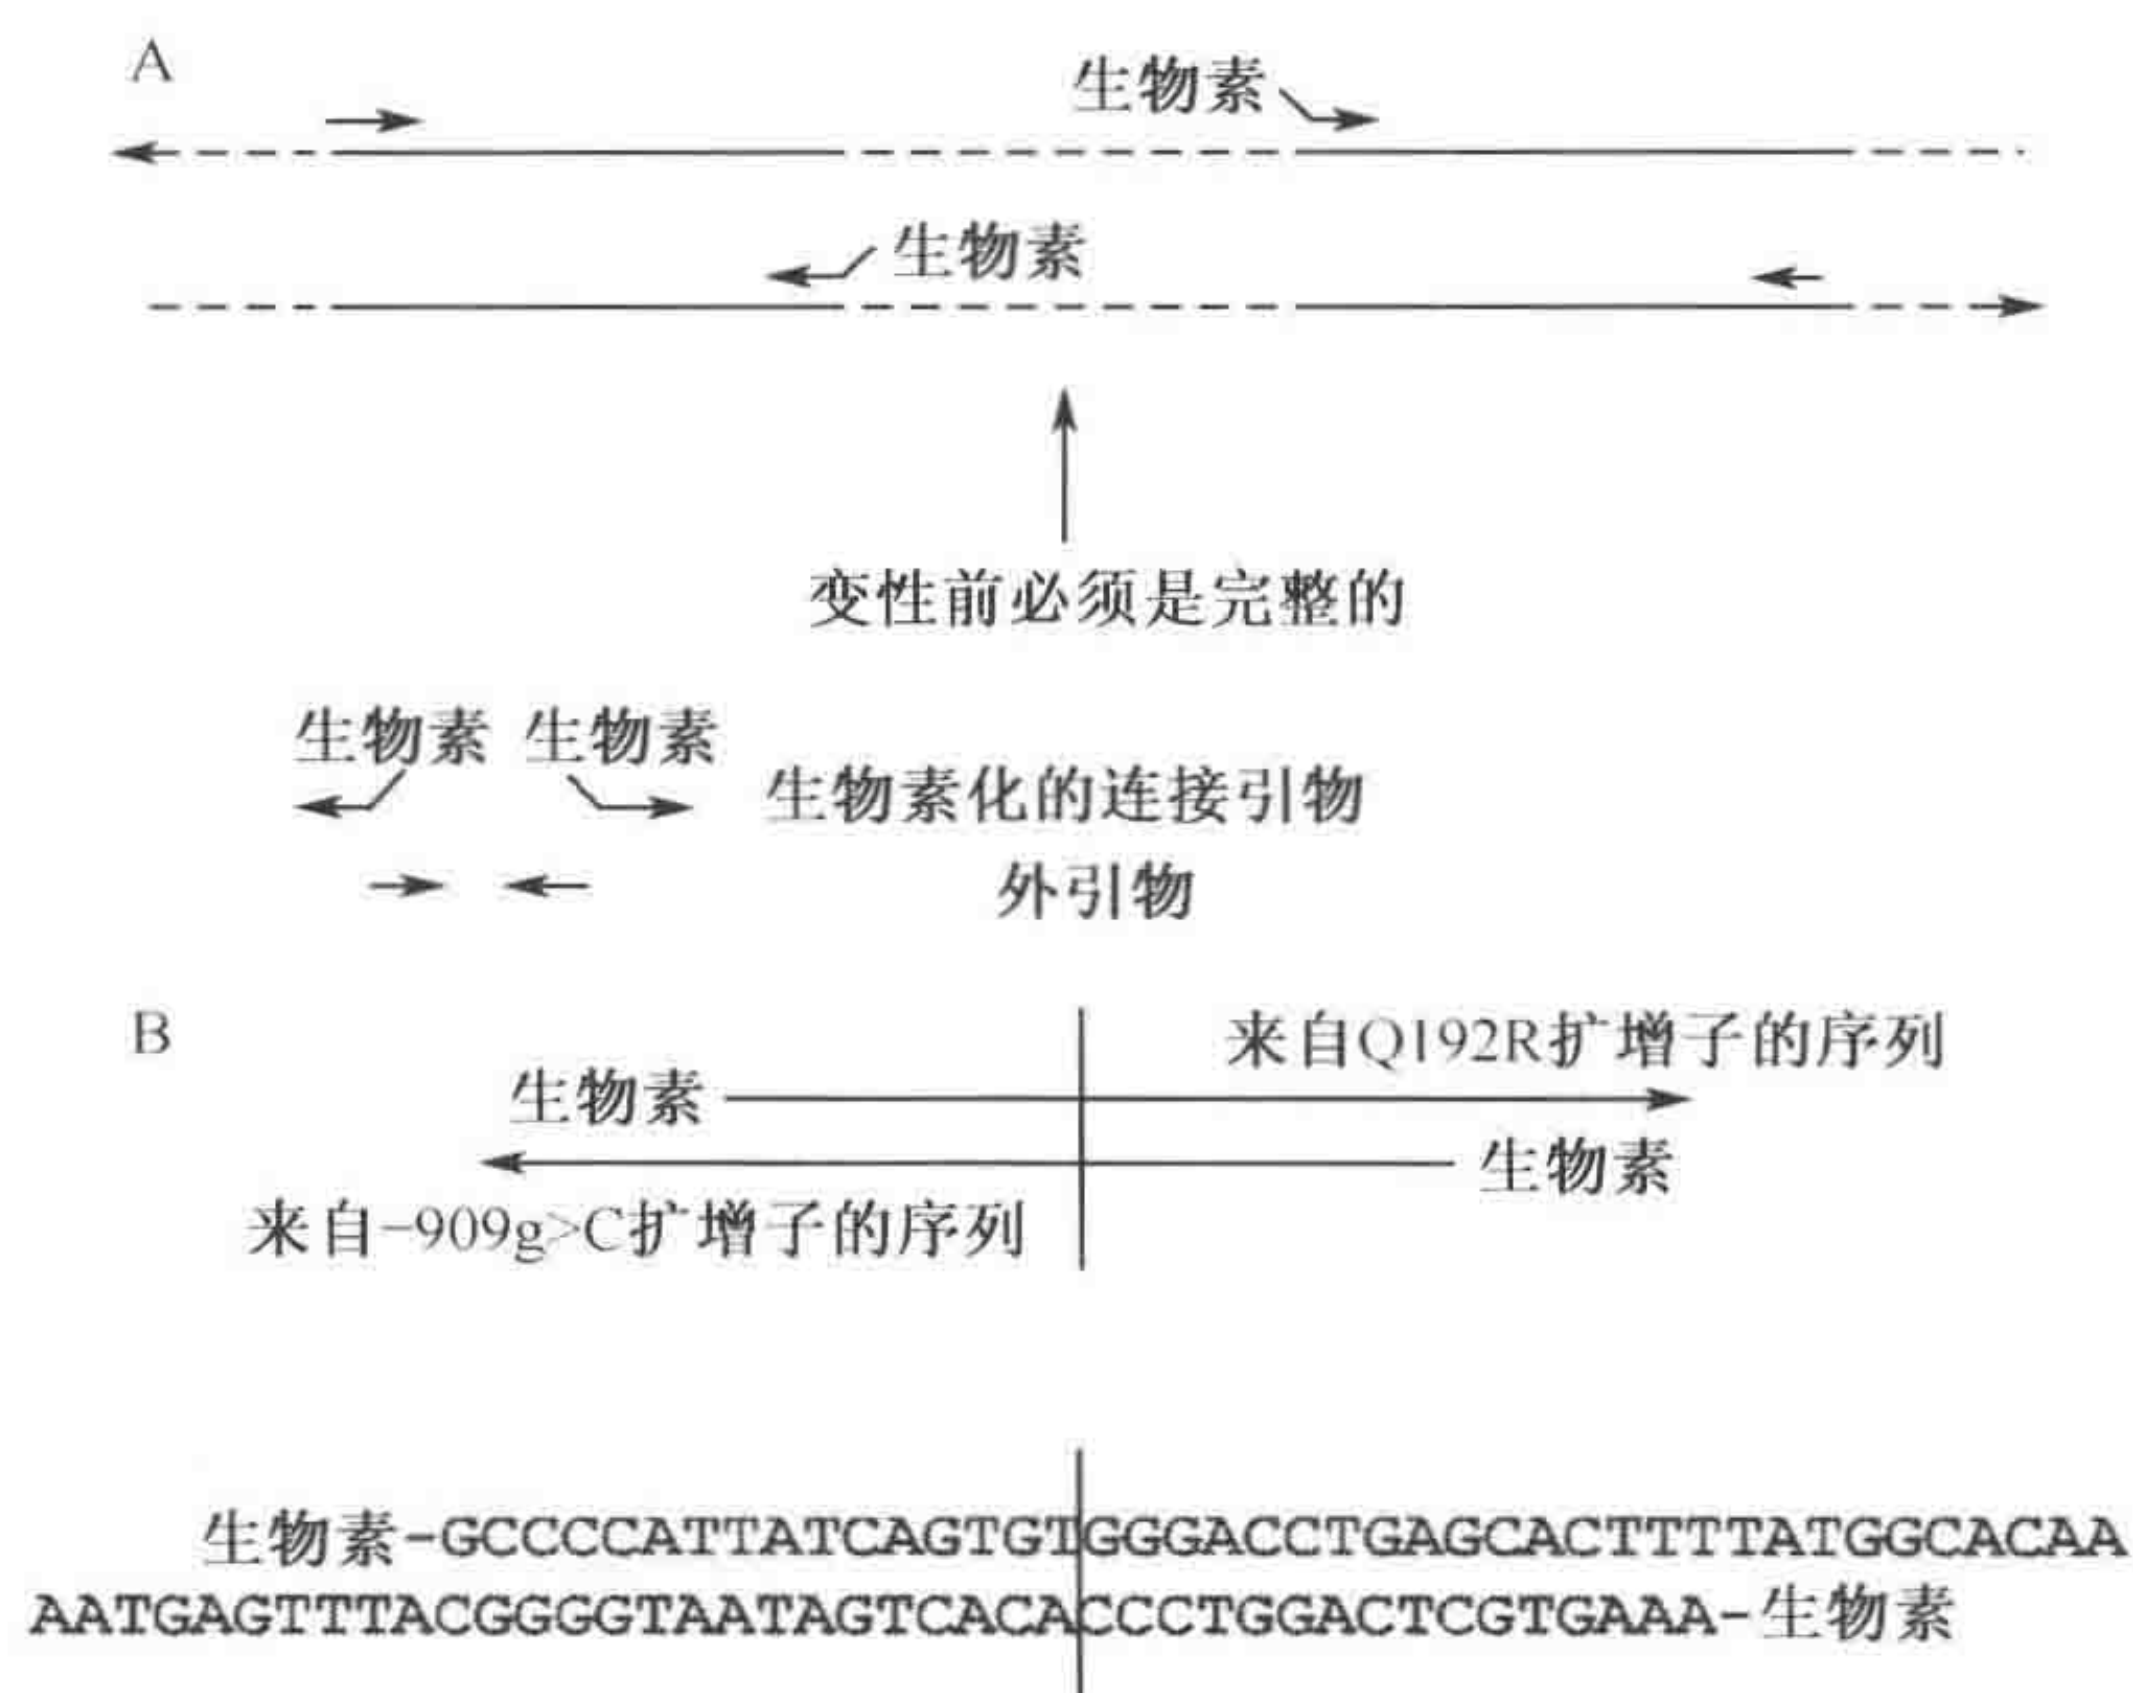 A
生物素
生物素
变性前必须是完整的
生物素 生物素
生物素化的连接引物
外引物
B
来自Q192R扩增子的序列
生物素
生物素
来自-909g>C扩增子的序列
生物素-GCCCCATTATCAGTGTGGGACCTGAGCACTTTTATGGCACAA
AATGAGTTTACGGGGTAATAGTCACACCCTGGACTCGTGAAA-生物素